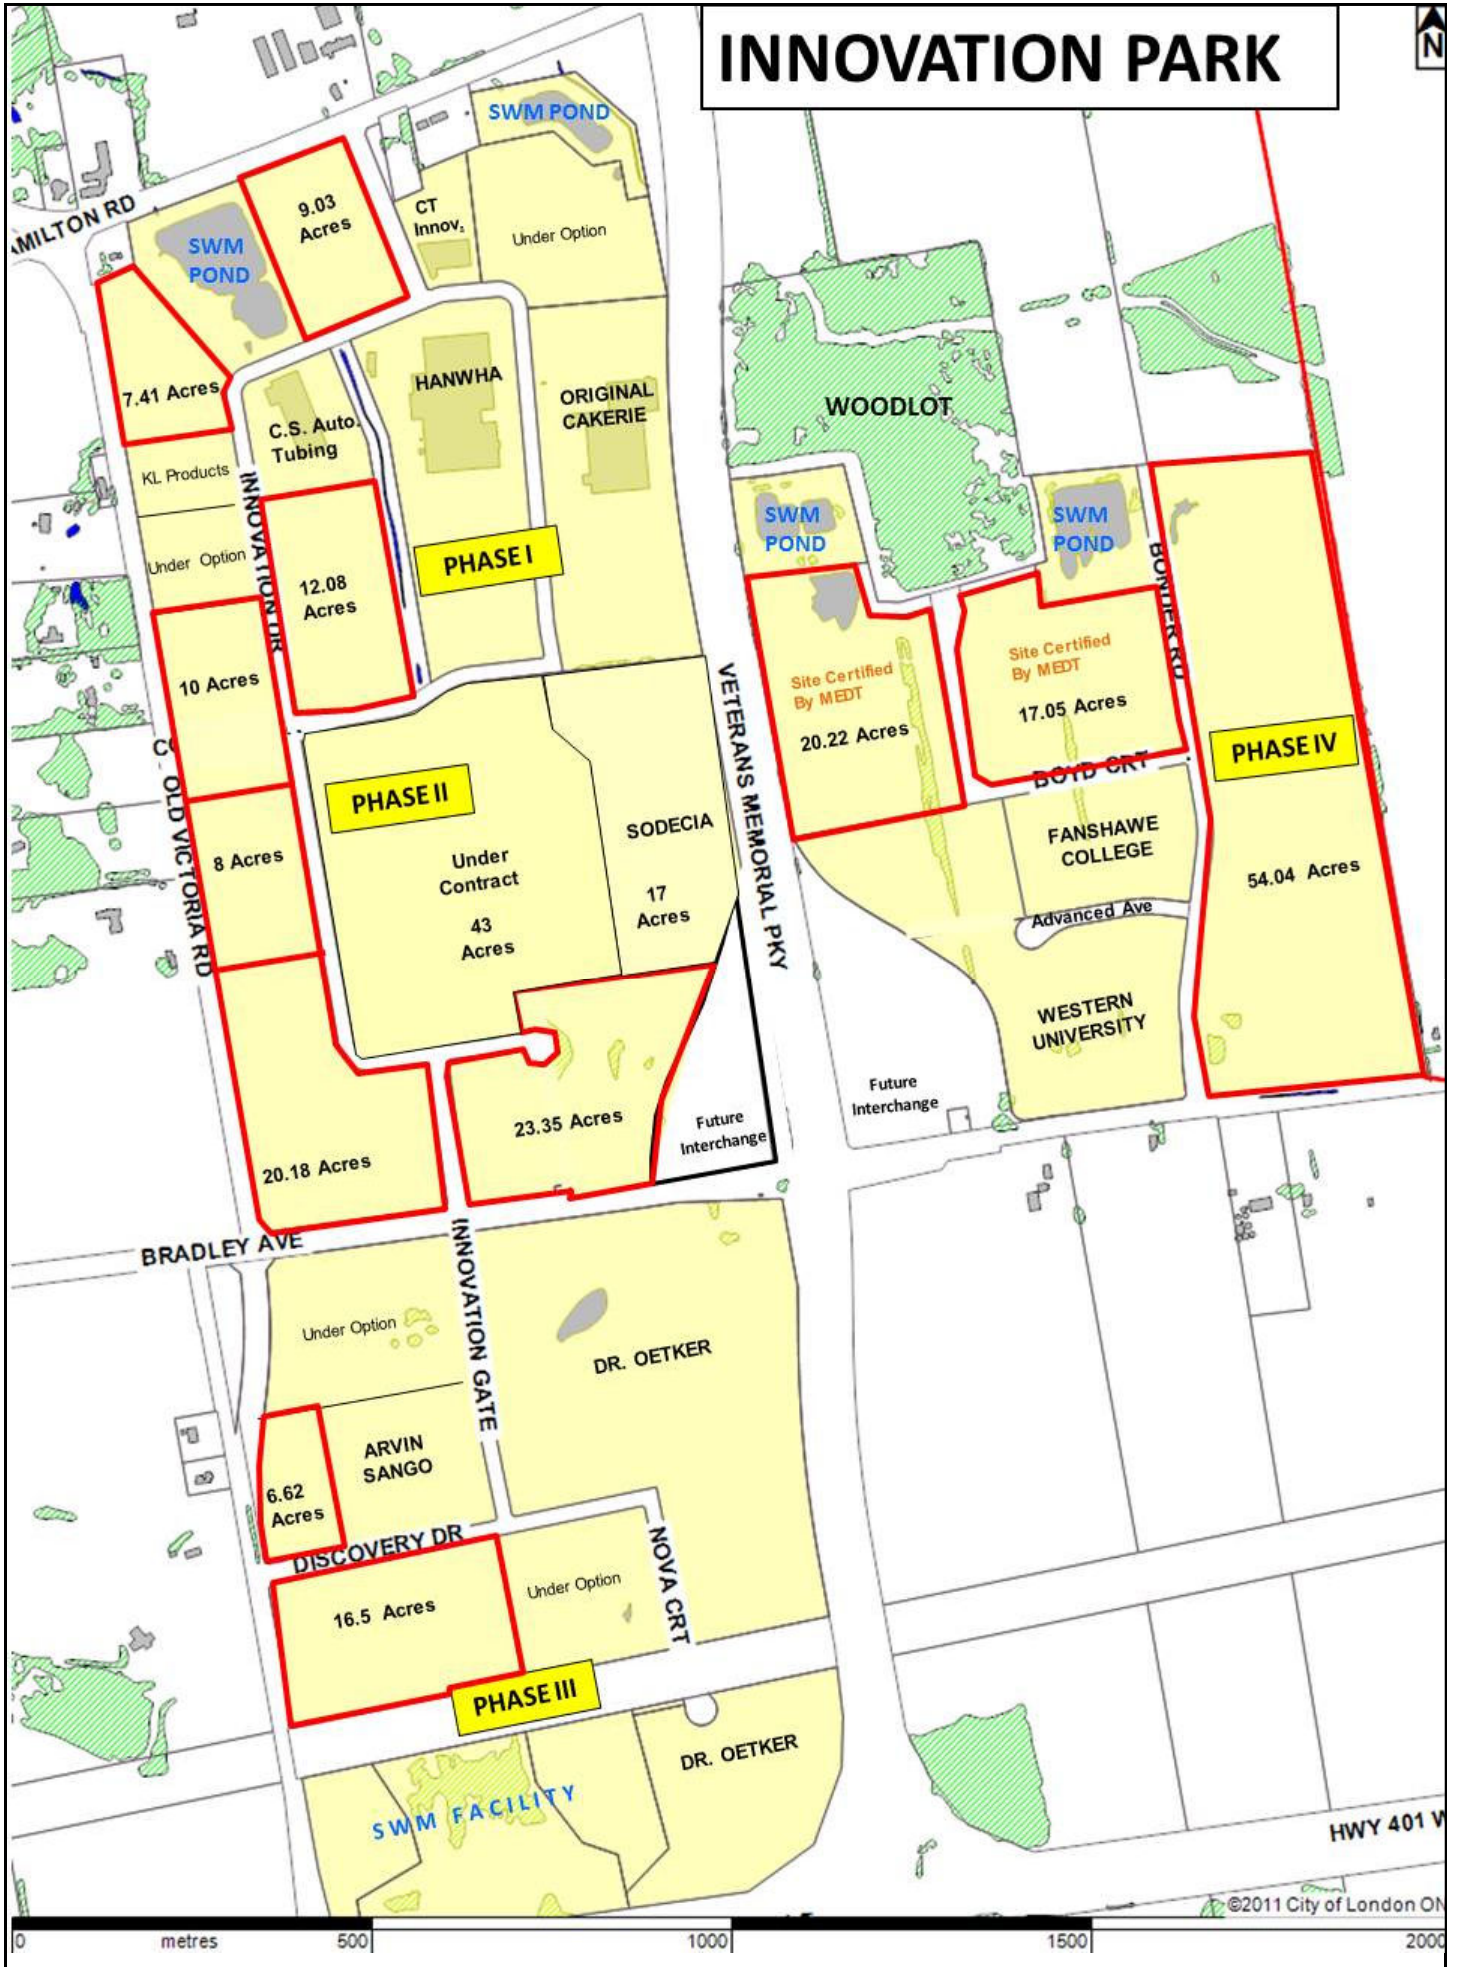 INNOVATION PARK
N
SWM POND
AMILTON RD
9.03
Acres
CT
Innov.
Under Option
SWM
POND
7.41 Acres
HANWHA
ORIGINAL
CAKERIE
WOODLOT
C.S. Auto.
Tubing
KL Products
INNOVATION DR
Under Option
12.08
Acres
PHASE I
SWM
POND
SWM
POND
BONDER RD
10 Acres
Site Certified
By MEDT
20.22 Acres
Site Certified
By MEDT
17.05 Acres
PHASE IV
VETERANS MEMORIAL PKY
BOYD CRT
OLD VICTORIA RD
PHASE II
8 Acres
Under
Contract
43
Acres
SODECIA
17
Acres
FANSHAWE
COLLEGE
54.04 Acres
Advanced Ave
WESTERN
UNIVERSITY
Future
Interchange
23.35 Acres
Future
Interchange
20.18 Acres
BRADLEY AVE
INNOVATION GATE
Under Option
DR. OETKER
ARVIN
SANGO
6.62
Acres
DISCOVERY DR
NOVA CRT
16.5 Acres
Under Option
PHASE III
DR. OETKER
SWM FACILITY
HWY 401 W
©2011 City of London ON
0 metres 500 1000 1500 2000